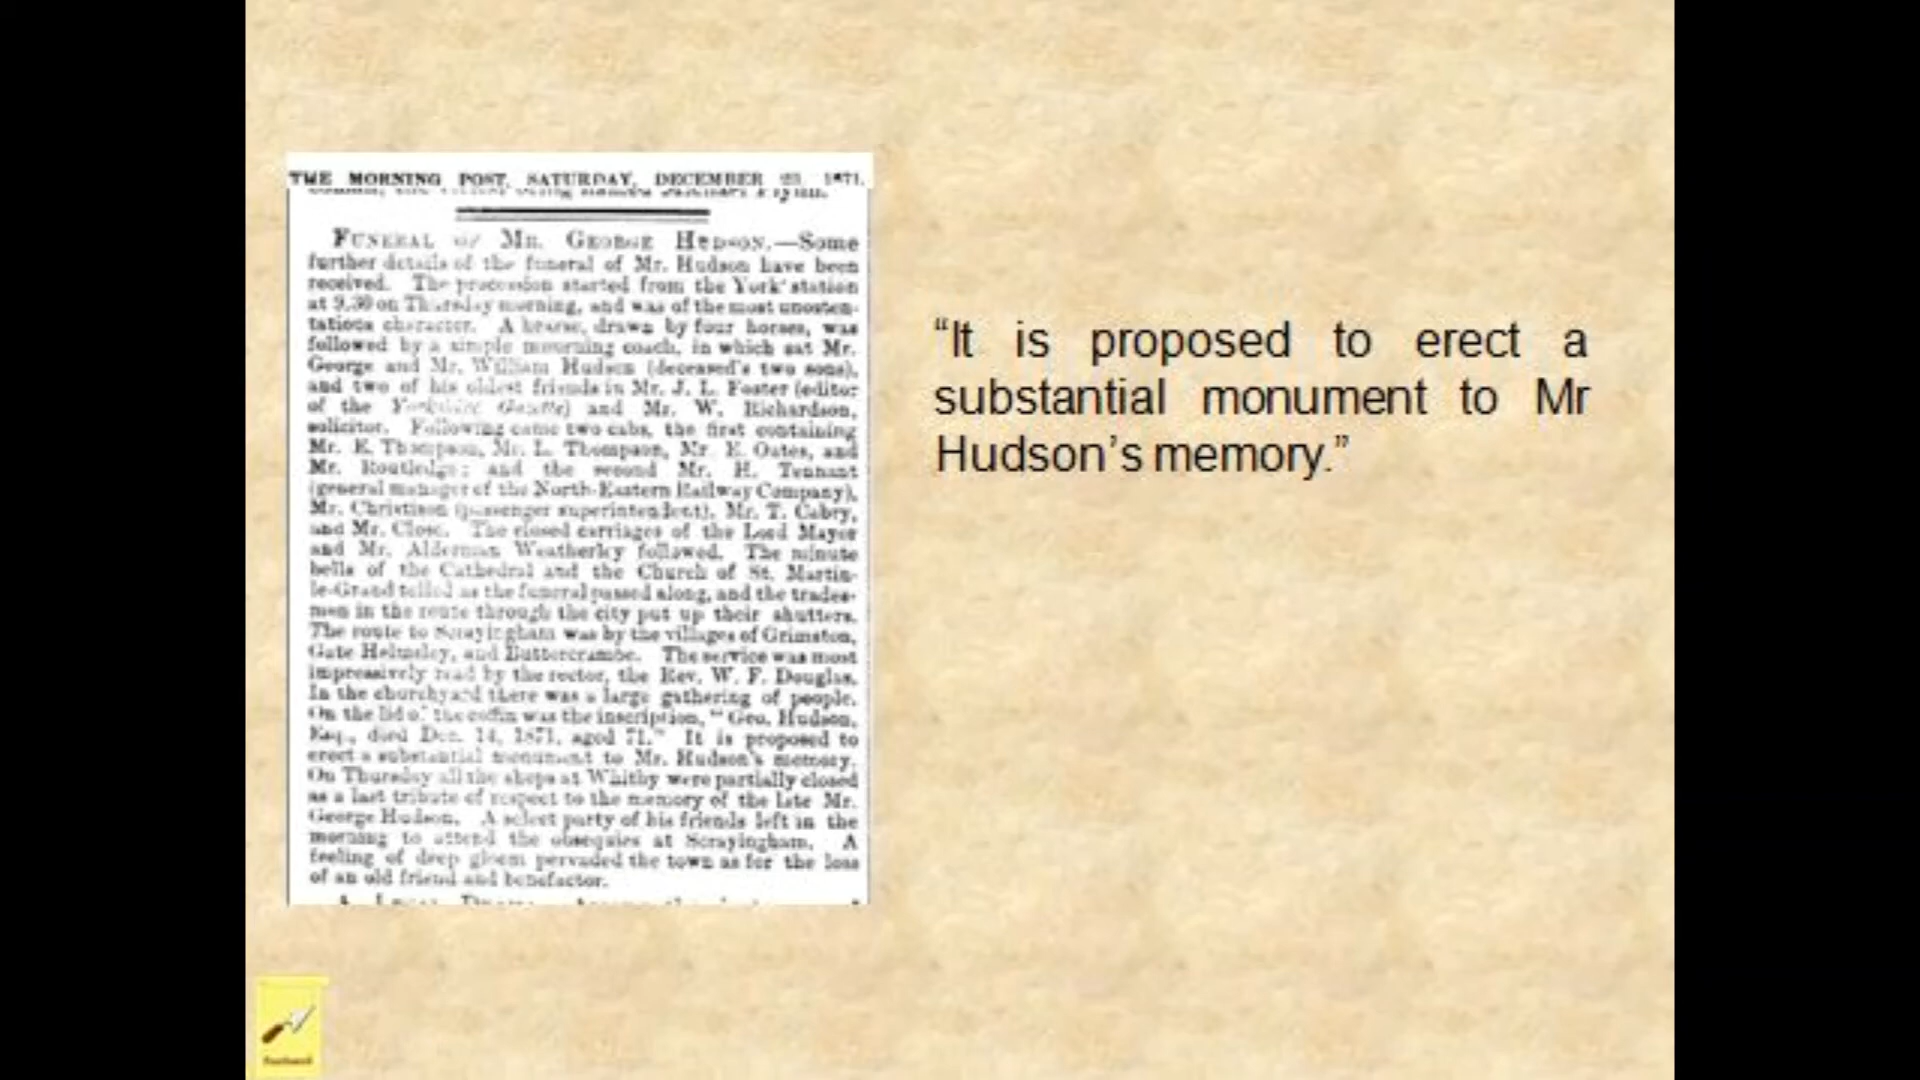 THE MORNING POST, SATURDAY, DECEMBER 23, 1871.
FUNERAL OF MR. GEORGE HUDSON.—Some
further details of the funeral of Mr. Hudson have been
received. The procession started from the York station
at 9.30 on Thursday morning, and was of the most unosten-
tatious character. A hearse, drawn by four horses, was
followed by a simple mourning coach, in which sat Mr.
George and Mr. William Hudson (deceased's two sons),
and two of his oldest friends in Mr. J. L. Foster (editor
of the Yorkshire Gazette) and Mr. W. Richardson,
solicitor. Following came two cabs, the first containing
Mr. E. Thompson, Mr. L. Thompson, Mr. E. Oates, and
Mr. Routledge; and the second Mr. H. Tennant
(general manager of the North-Eastern Railway Company),
Mr. Christison (passenger superintendent), Mr. T. Cabry,
and Mr. Close. The closed carriages of the Lord Mayor
and Mr. Alderman Weatherley followed. The minute
bells of the Cathedral and the Church of St. Martin-
le-Grand tolled as the funeral passed along, and the trades-
men in the route through the city put up their shutters.
The route to Scrayingham was by the villages of Grimston,
Gate Helmsley, and Buttercrambe. The service was most
impressively read by the rector, the Rev. W. F. Douglas.
In the churchyard there was a large gathering of people.
On the lid of the coffin was the inscription, "Geo. Hudson,
Esq., died Dec. 14, 1871, aged 71." It is proposed to
erect a substantial monument to Mr. Hudson's memory.
On Thursday all the shops at Whitby were partially closed
as a last tribute of respect to the memory of the late Mr.
George Hudson. A select party of his friends left in the
morning to attend the obsequies at Scrayingham. A
feeling of deep gloom pervaded the town as for the loss
of an old friend and benefactor.
“It is proposed to erect a
substantial monument to Mr
Hudson’s memory.”